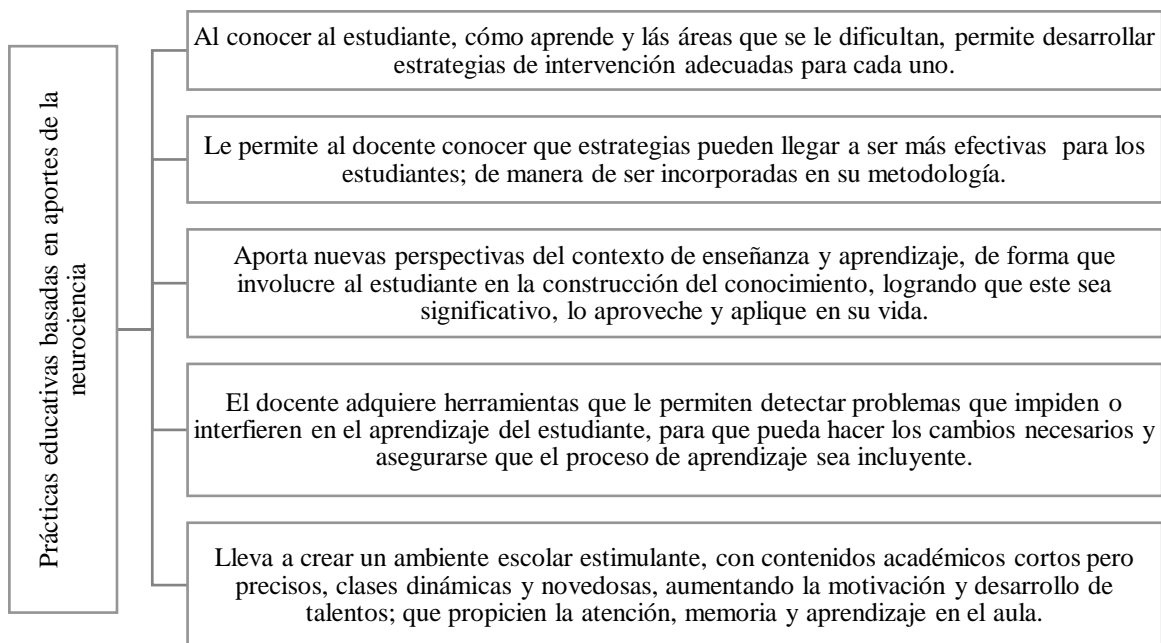 Prácticas educativas basadas en aportes de la
neurociencia
Al conocer al estudiante, cómo aprende y lás áreas que se le dificultan, permite desarrollar
estrategias de intervención adecuadas para cada uno.
Le permite al docente conocer que estrategias pueden llegar a ser más efectivas para los
estudiantes; de manera de ser incorporadas en su metodología.
Aporta nuevas perspectivas del contexto de enseñanza y aprendizaje, de forma que
involucre al estudiante en la construcción del conocimiento, logrando que este sea
significativo, lo aproveche y aplique en su vida.
El docente adquiere herramientas que le permiten detectar problemas que impiden o
interfieren en el aprendizaje del estudiante, para que pueda hacer los cambios necesarios y
asegurarse que el proceso de aprendizaje sea incluyente.
Lleva a crear un ambiente escolar estimulante, con contenidos académicos cortos pero
precisos, clases dinámicas y novedosas, aumentando la motivación y desarrollo de
talentos; que propicien la atención, memoria y aprendizaje en el aula.